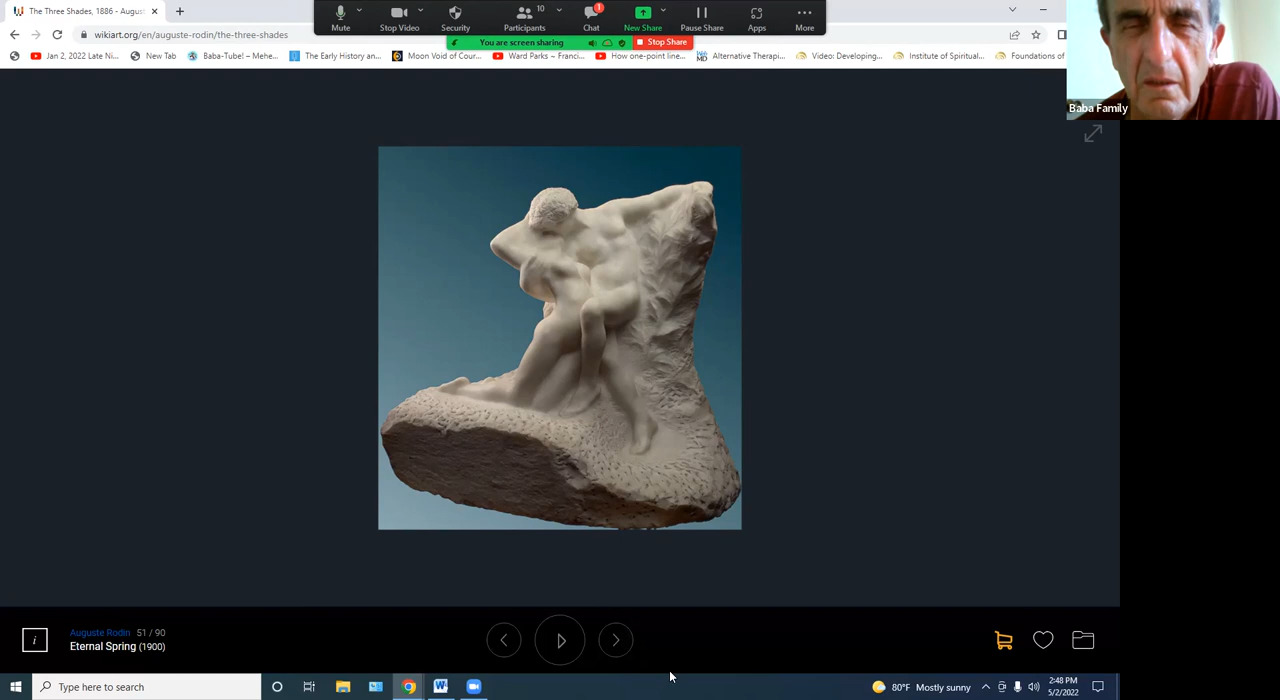 The Three Shades, 1886 - Augus
wikiart.org/en/auguste-rodin/the-three-shades
Mute
Stop Video
Security
10
Participants
1
Chat
New Share
Pause Share
Apps
More
You are screen sharing
Stop Share
Jan 2, 2022 Late Ni...
New Tab
Baba-Tube! – Mehe...
The Early History an...
Moon Void of Cour...
Ward Parks ~ Franci...
How one-point line...
Alternative Therapi...
Video: Developing...
Institute of Spiritual...
Foundations of
Baba Family
i
Auguste Rodin 51 / 90
Eternal Spring (1900)
Type here to search
80°F Mostly sunny
2:48 PM
5/2/2022